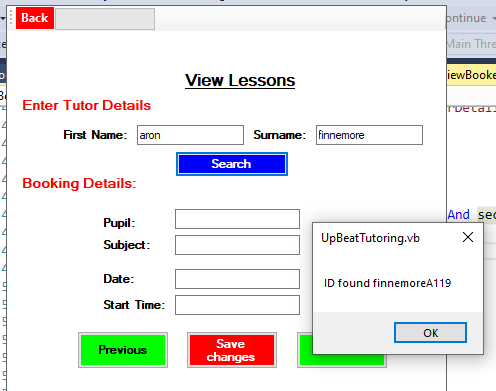 Back
ontinue
Main Thre
View Lessons
iewBooke
Enter Tutor Details
rDetai
First Name: aron Surname: finnemore
Search
Booking Details:
Pupil:
And sec
Subject:
UpBeatTutoring.vb
Date:
ID found finnemoreA119
Start Time:
OK
Previous
Save
changes